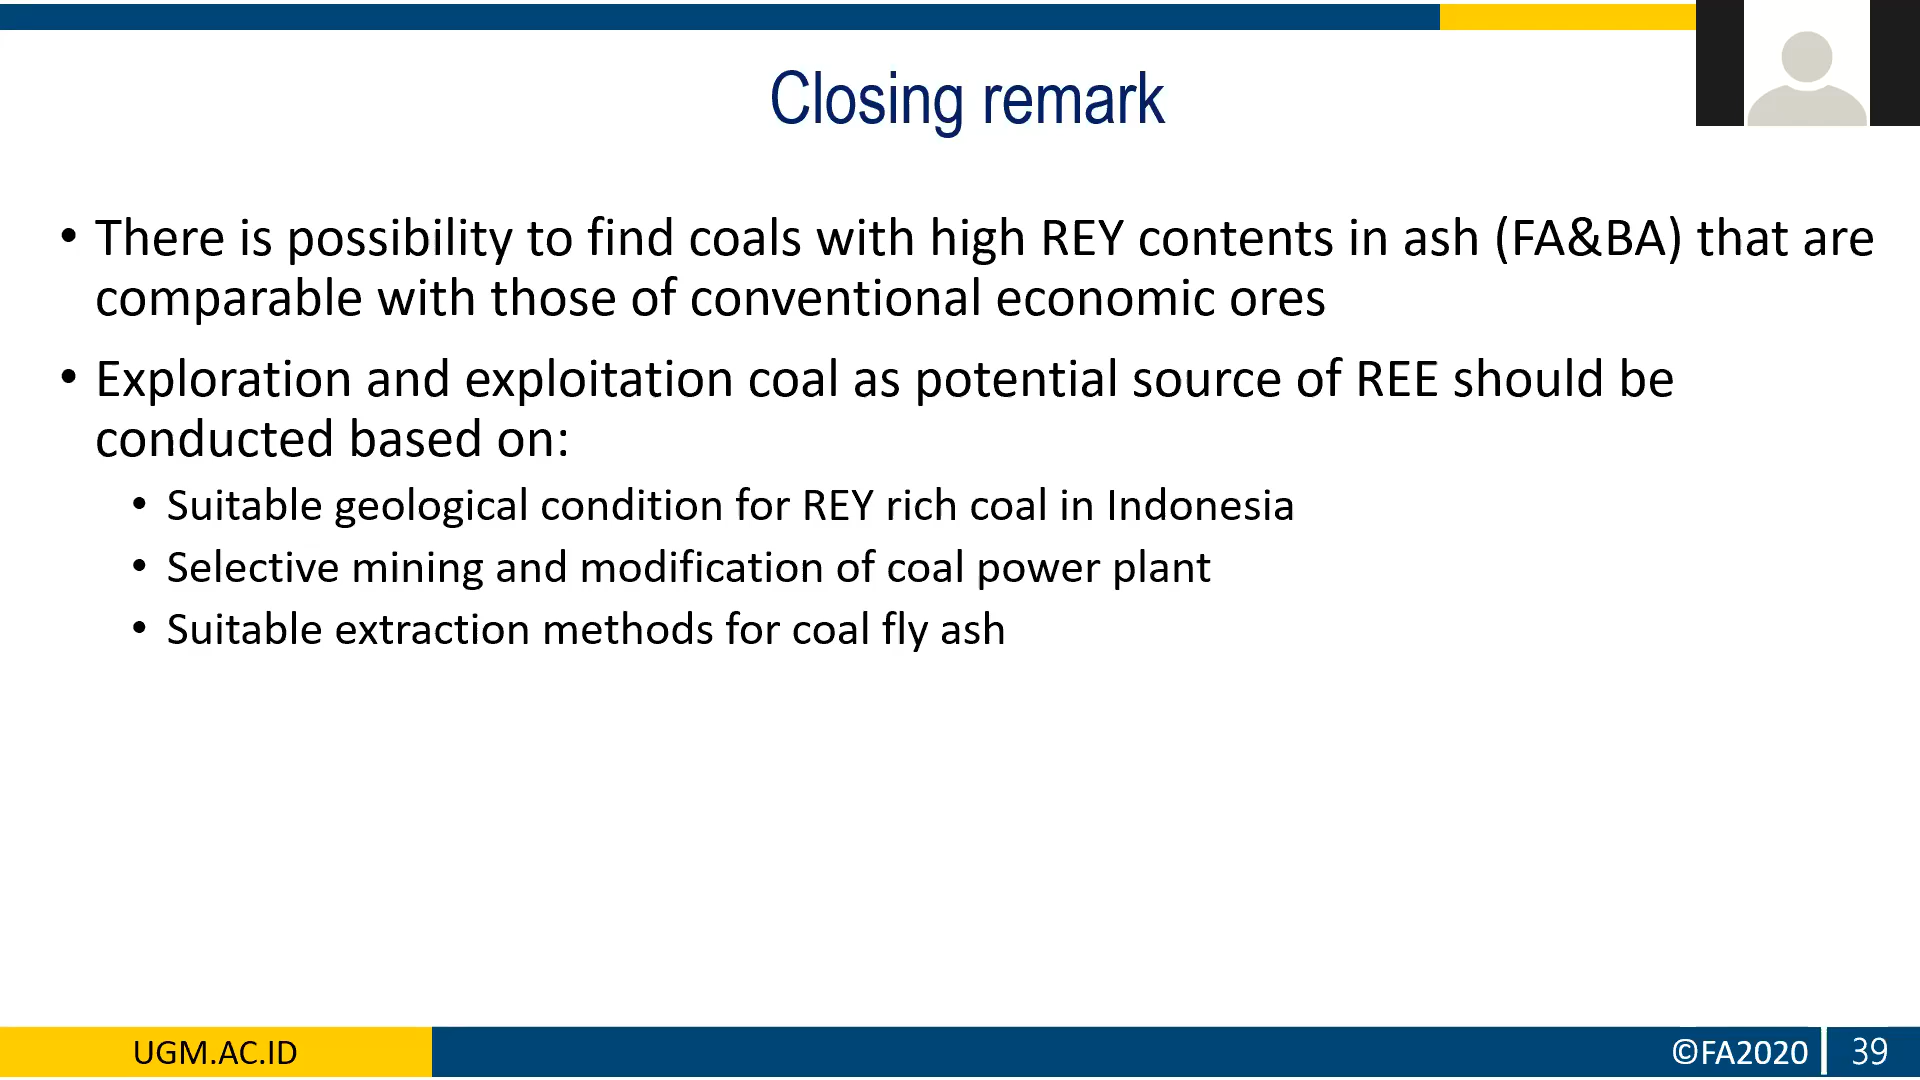 Closing remark
• There is possibility to find coals with high REY contents in ash (FA&BA) that are
comparable with those of conventional economic ores
• Exploration and exploitation coal as potential source of REE should be
conducted based on:
• Suitable geological condition for REY rich coal in Indonesia
• Selective mining and modification of coal power plant
• Suitable extraction methods for coal fly ash
UGM.AC.ID
©FA2020 39